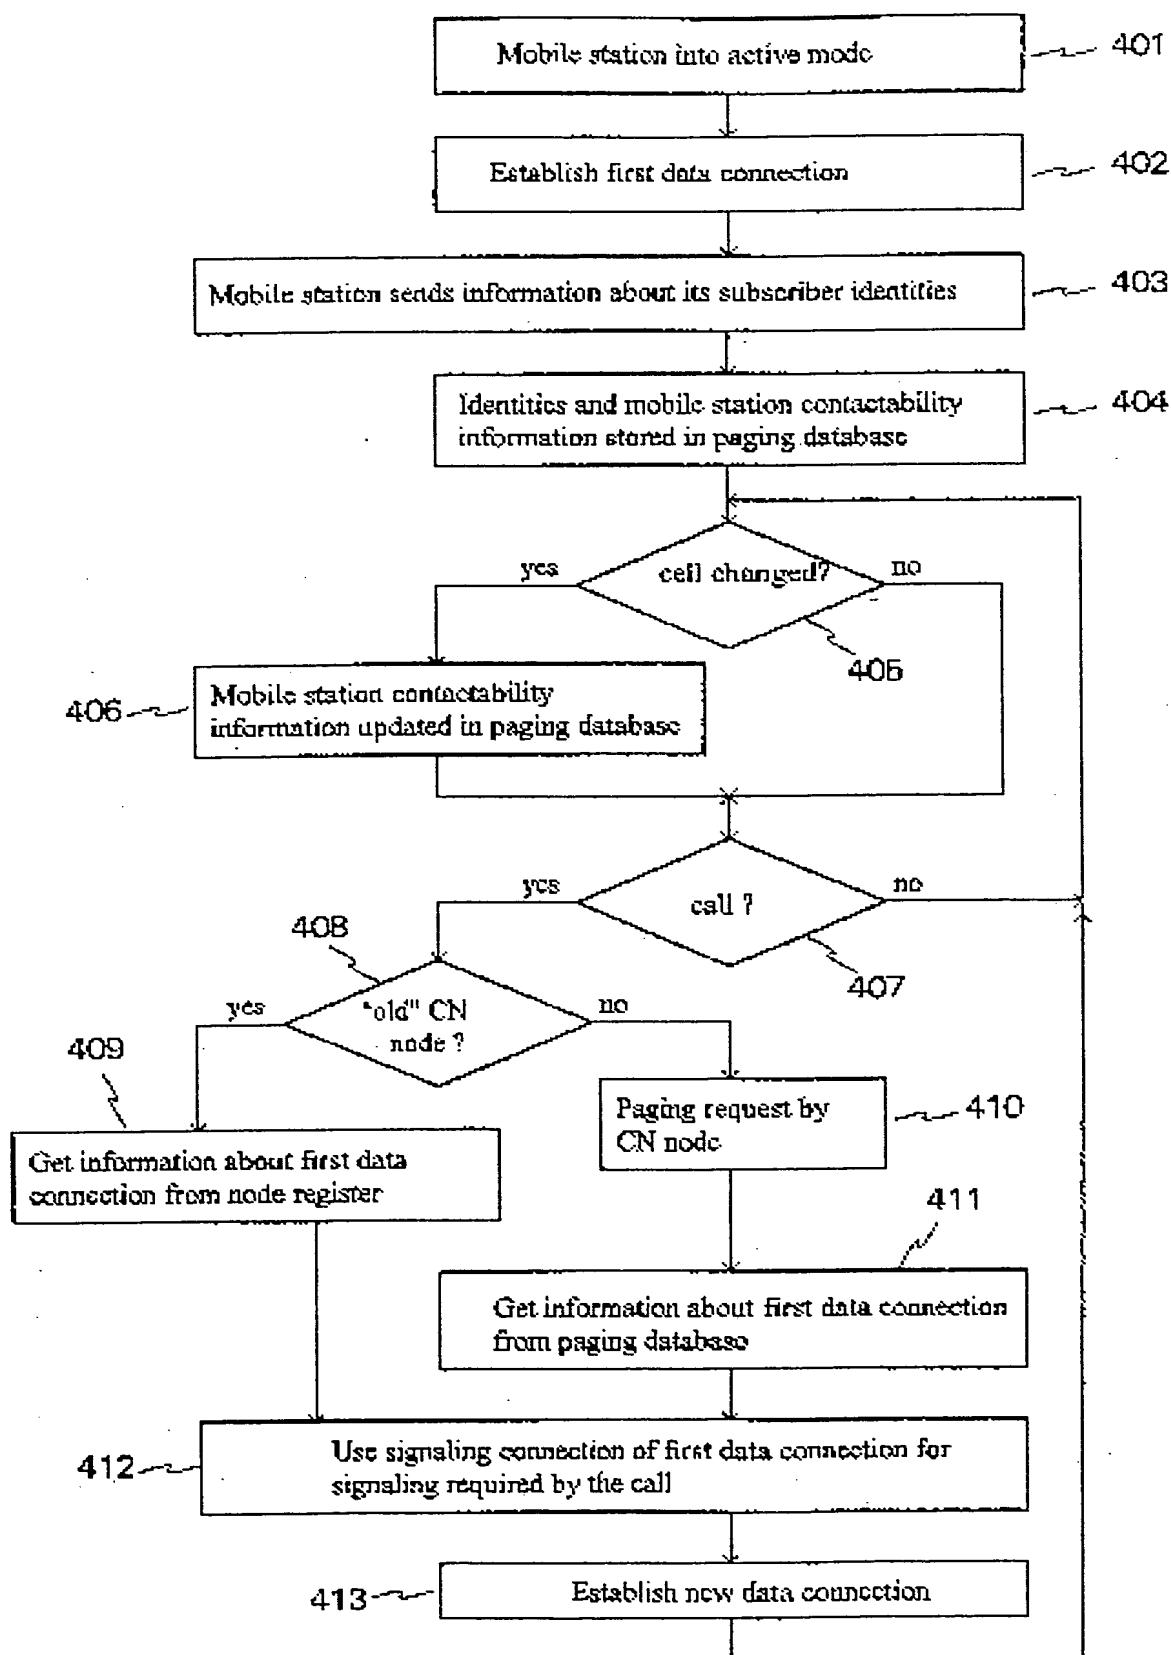 Mobile station into active mode
401
Establish first data connection
402
Mobile station sends information about its subscriber identities
403
Identities and mobile station contactability
information stored in paging database
404
yes
cell changed?
no
405
406
Mobile station contactability
information updated in paging database
yes
call ?
no
407
408
yes
"old" CN
node ?
no
409
Get information about first data
connection from node register
Paging request by
CN node
410
411
Get information about first data connection
from paging database
412
Use signaling connection of first data connection for
signaling required by the call
413
Establish new data connection